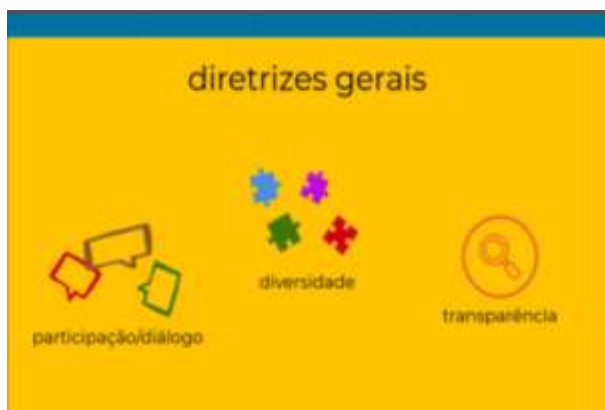 diretrizes gerais
diversidade
participação/diálogo
transparência